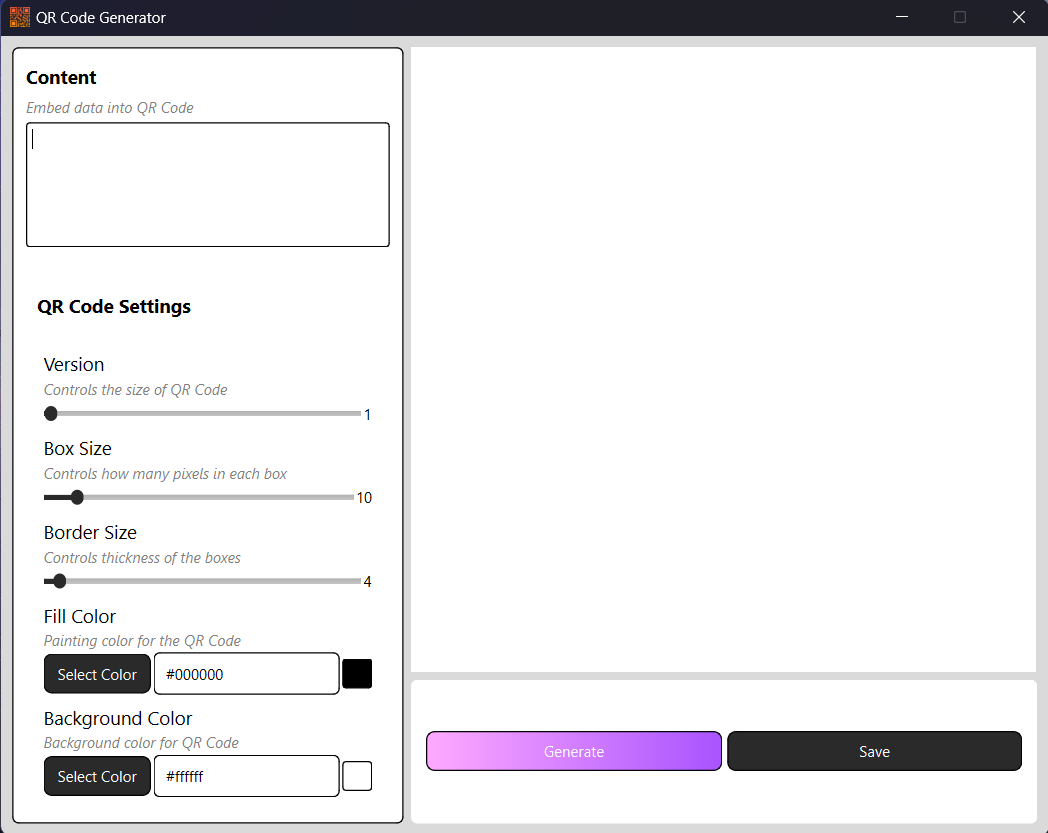 QR Code Generator
Content
Embed data into QR Code
QR Code Settings
Version
Controls the size of QR Code
1
Box Size
Controls how many pixels in each box
10
Border Size
Controls thickness of the boxes
4
Fill Color
Painting color for the QR Code
Select Color #000000
Background Color
Background color for QR Code
Select Color #ffffff
Generate Save